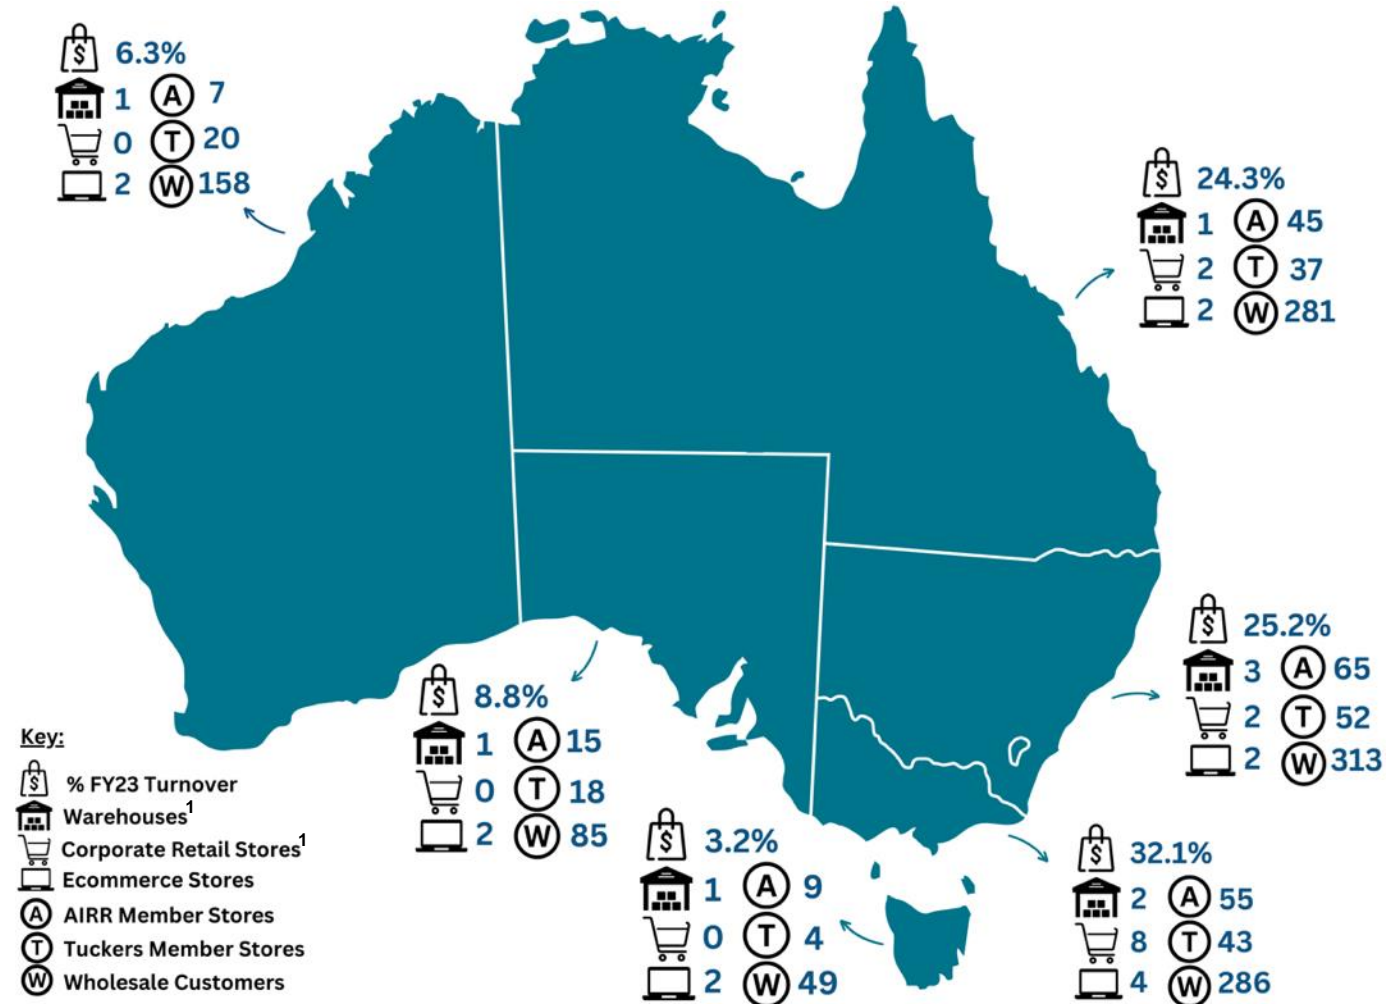 $ 6.3%
1 A 7
0 T 20
2 W 158
$ 24.3%
1 A 45
2 T 37
2 W 281
$ 25.2%
3 A 65
2 T 52
2 W 313
$ 8.8%
1 A 15
0 T 18
2 W 85
$ 3.2%
1 A 9
0 T 4
2 W 49
$ 32.1%
2 A 55
8 T 43
4 W 286
Key:
$ % FY23 Turnover
Warehouses¹
Corporate Retail Stores¹
Ecommerce Stores
A AIRR Member Stores
T Tuckers Member Stores
W Wholesale Customers